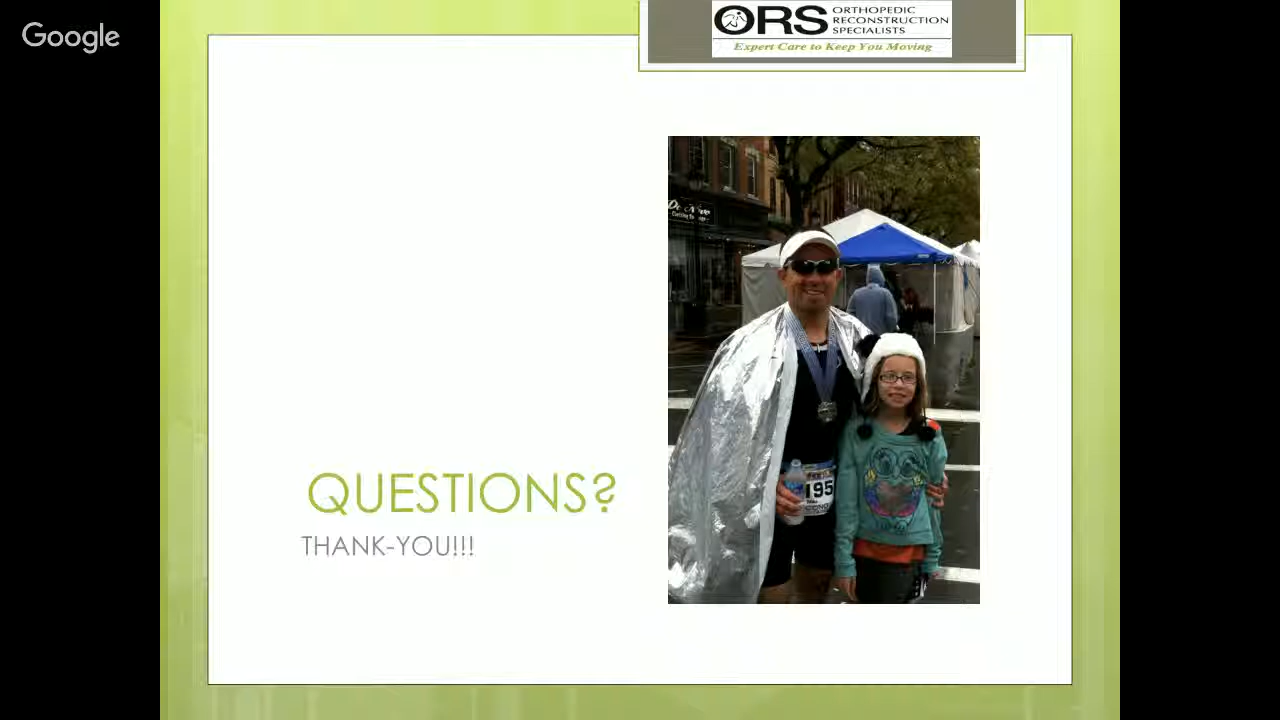 Google
ORS ORTHOPEDIC
RECONSTRUCTION
SPECIALISTS
Expert Care to Keep You Moving
195
QUESTIONS?
THANK-YOU!!!